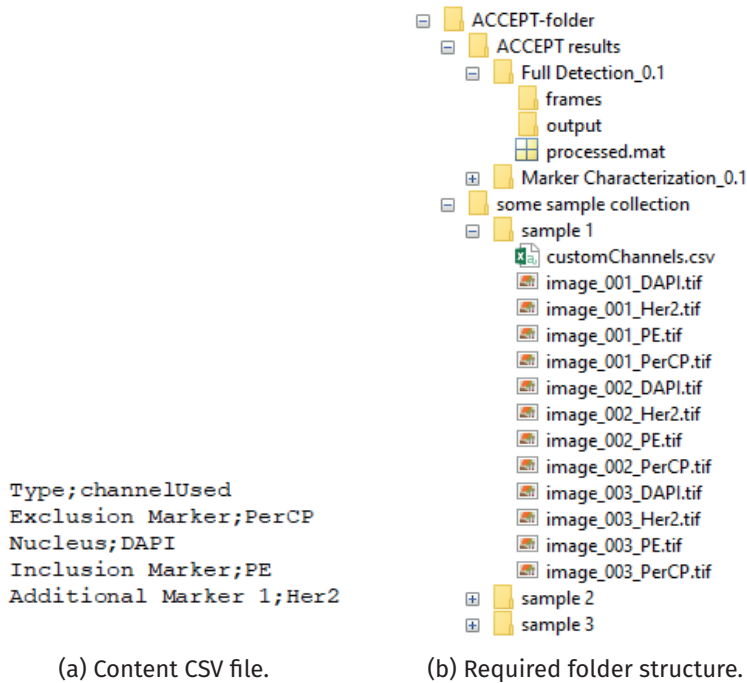 ACCEPT-folder
ACCEPT results
Full Detection_0.1
frames
output
processed.mat
Marker Characterization_0.1
some sample collection
sample 1
customChannels.csv
image_001_DAPI.tif
image_001_Her2.tif
image_001_PE.tif
image_001_PerCP.tif
image_002_DAPI.tif
image_002_Her2.tif
image_002_PE.tif
image_002_PerCP.tif
image_003_DAPI.tif
image_003_Her2.tif
image_003_PE.tif
image_003_PerCP.tif
sample 2
sample 3
Type;channelUsed
Exclusion Marker;PerCP
Nucleus;DAPI
Inclusion Marker;PE
Additional Marker 1;Her2
(a) Content CSV file.
(b) Required folder structure.